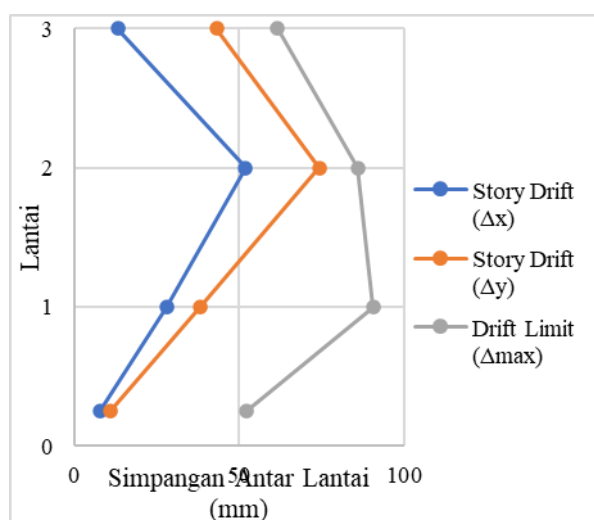 3
2
1
0
Lantai
0
50
100
Simpangan Antar Lantai
(mm)
Story Drift
(Δx)
Story Drift
(Δy)
Drift Limit
(Δmax)